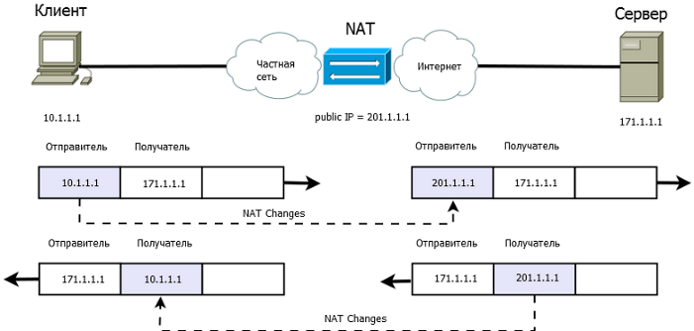 Клиент
NAT
Сервер
Частная
сеть
Интернет
10.1.1.1
public IP = 201.1.1.1
171.1.1.1
Отправитель Получатель
Отправитель Получатель
10.1.1.1 171.1.1.1
201.1.1.1 171.1.1.1
NAT Changes
Отправитель Получатель
Отправитель Получатель
171.1.1.1 10.1.1.1
171.1.1.1 201.1.1.1
NAT Changes